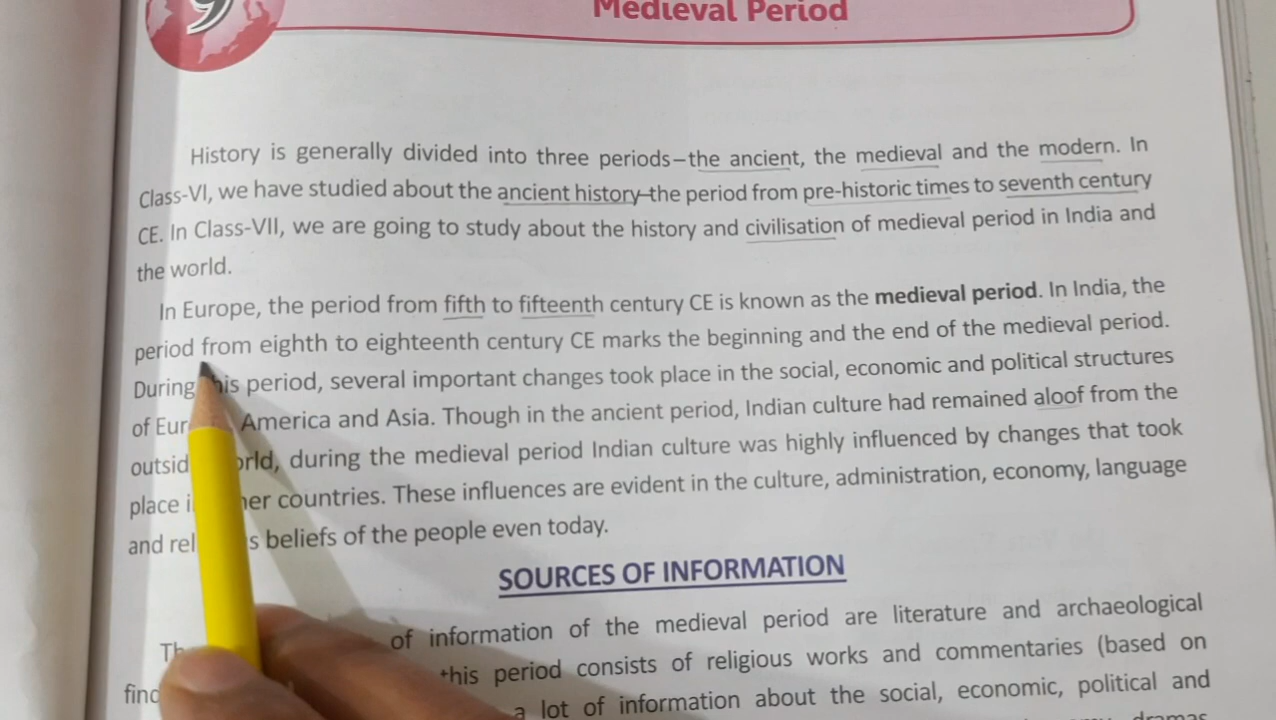 9
Medieval Period
History is generally divided into three periods–the ancient, the medieval and the modern. In
Class-VI, we have studied about the ancient history–the period from pre-historic times to seventh century
CE. In Class-VII, we are going to study about the history and civilisation of medieval period in India and
the world.
In Europe, the period from fifth to fifteenth century CE is known as the medieval period. In India, the
period from eighth to eighteenth century CE marks the beginning and the end of the medieval period.
During this period, several important changes took place in the social, economic and political structures
of America and Asia. Though in the ancient period, Indian culture had remained aloof from the
during the medieval period Indian culture was highly influenced by changes that took
place countries. These influences are evident in the culture, administration, economy, language
and beliefs of the people even today.
SOURCES OF INFORMATION
of information of the medieval period are literature and archaeological
this period consists of religious works and commentaries (based on
a lot of information about the social, economic, political and
dramas